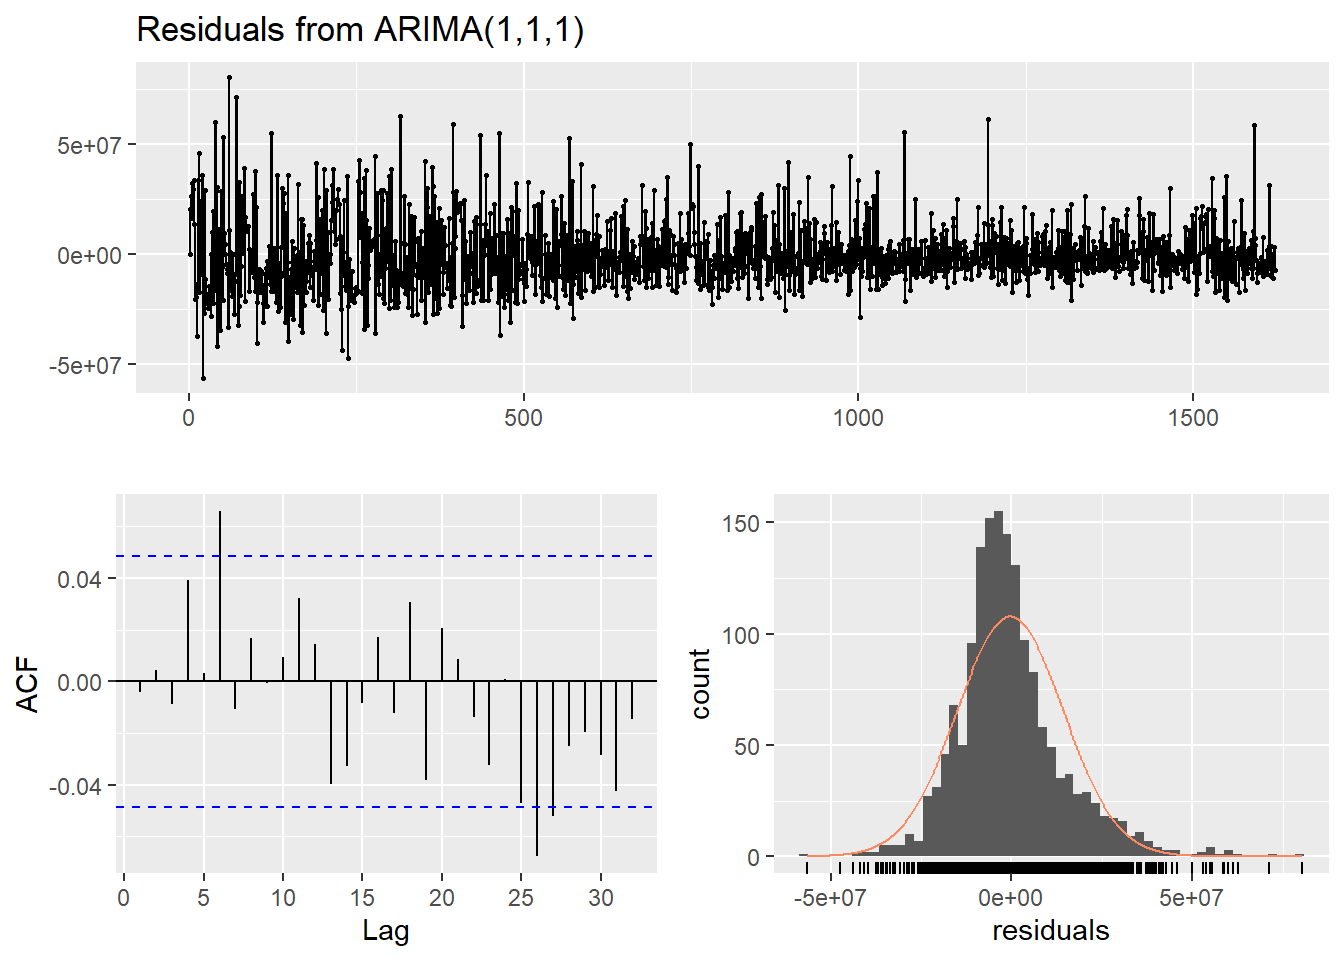 Residuals from ARIMA(1,1,1)
5e+07
0e+00
-5e+07
0 500 1000 1500
ACF
0.04
0.00
-0.04
0 5 10 15 20 25 30
Lag
count
150
100
50
0
-5e+07 0e+00 5e+07
residuals